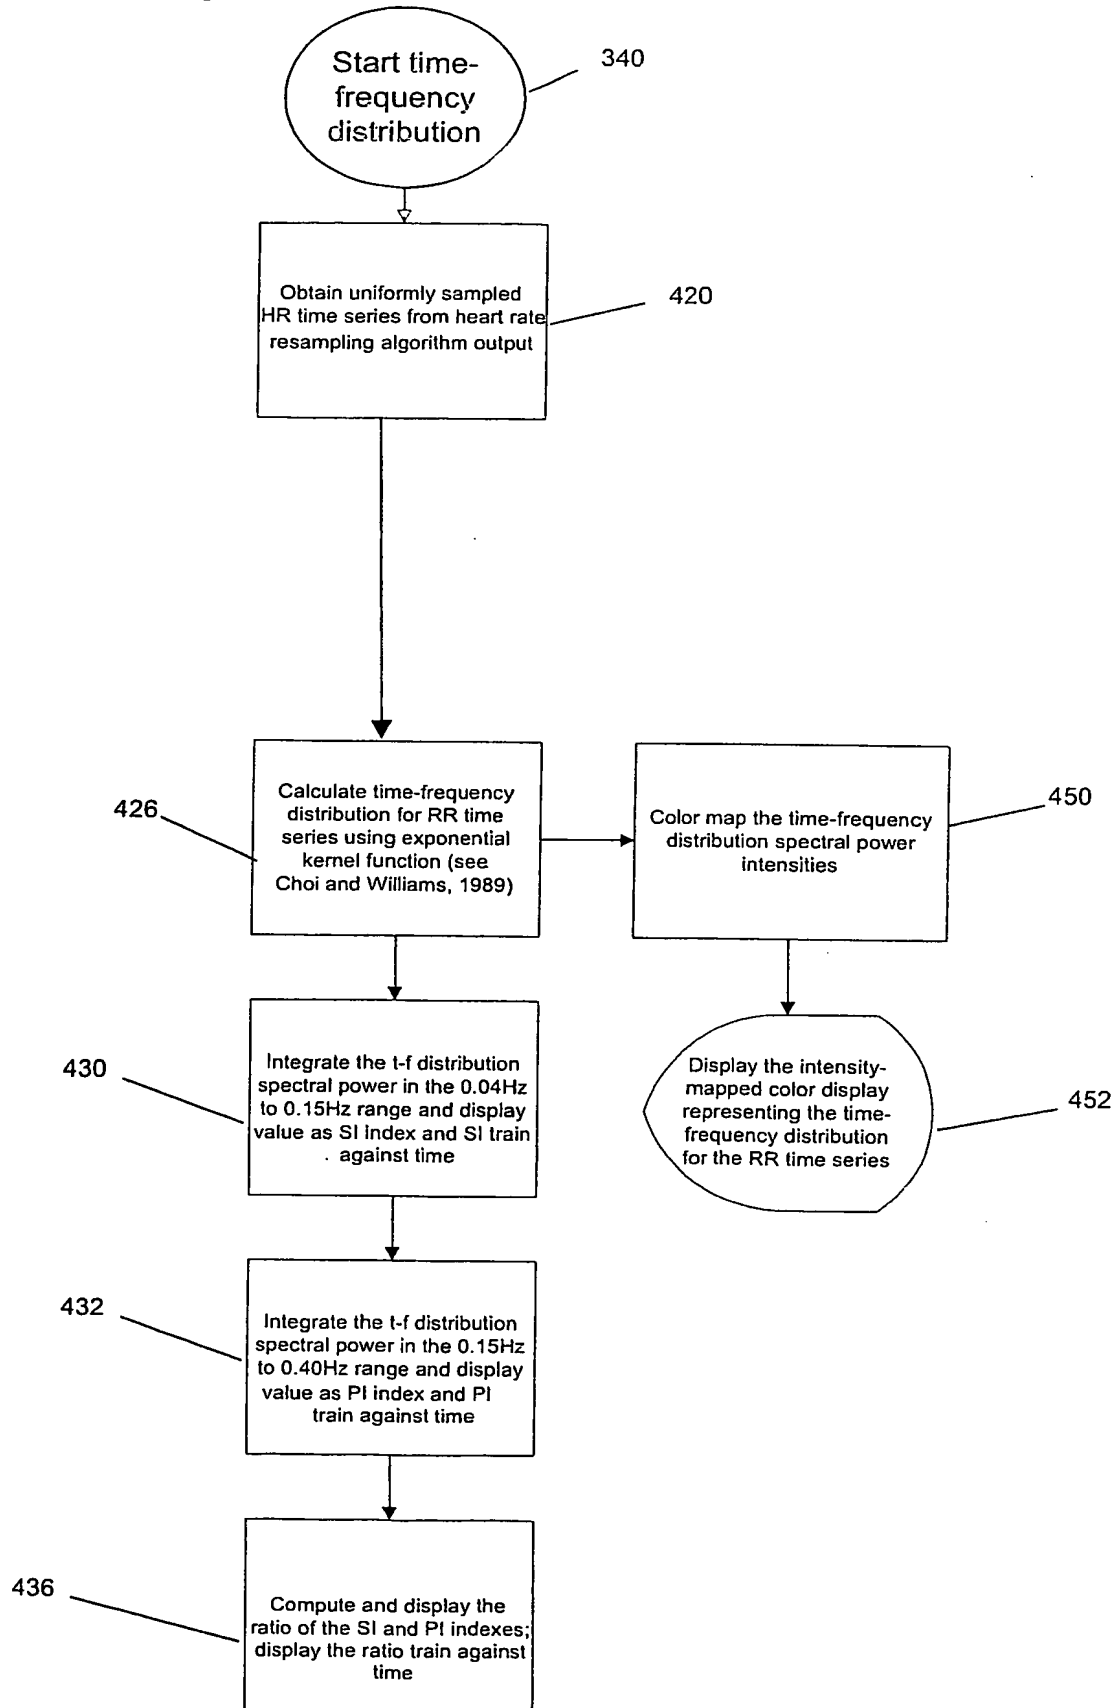 Start time-
frequency
distribution
340
Obtain uniformly sampled
HR time series from heart rate
resampling algorithm output
420
Calculate time-frequency
distribution for RR time
series using exponential
kernel function (see
Choi and Williams, 1989)
426
Color map the time-frequency
distribution spectral power
intensities
450
Integrate the t-f distribution
spectral power in the 0.04Hz
to 0.15Hz range and display
value as SI index and SI train
against time
430
Display the intensity-
mapped color display
representing the time-
frequency distribution
for the RR time series
452
Integrate the t-f distribution
spectral power in the 0.15Hz
to 0.40Hz range and display
value as PI index and PI
train against time
432
Compute and display the
ratio of the SI and PI indexes;
display the ratio train against
time
436